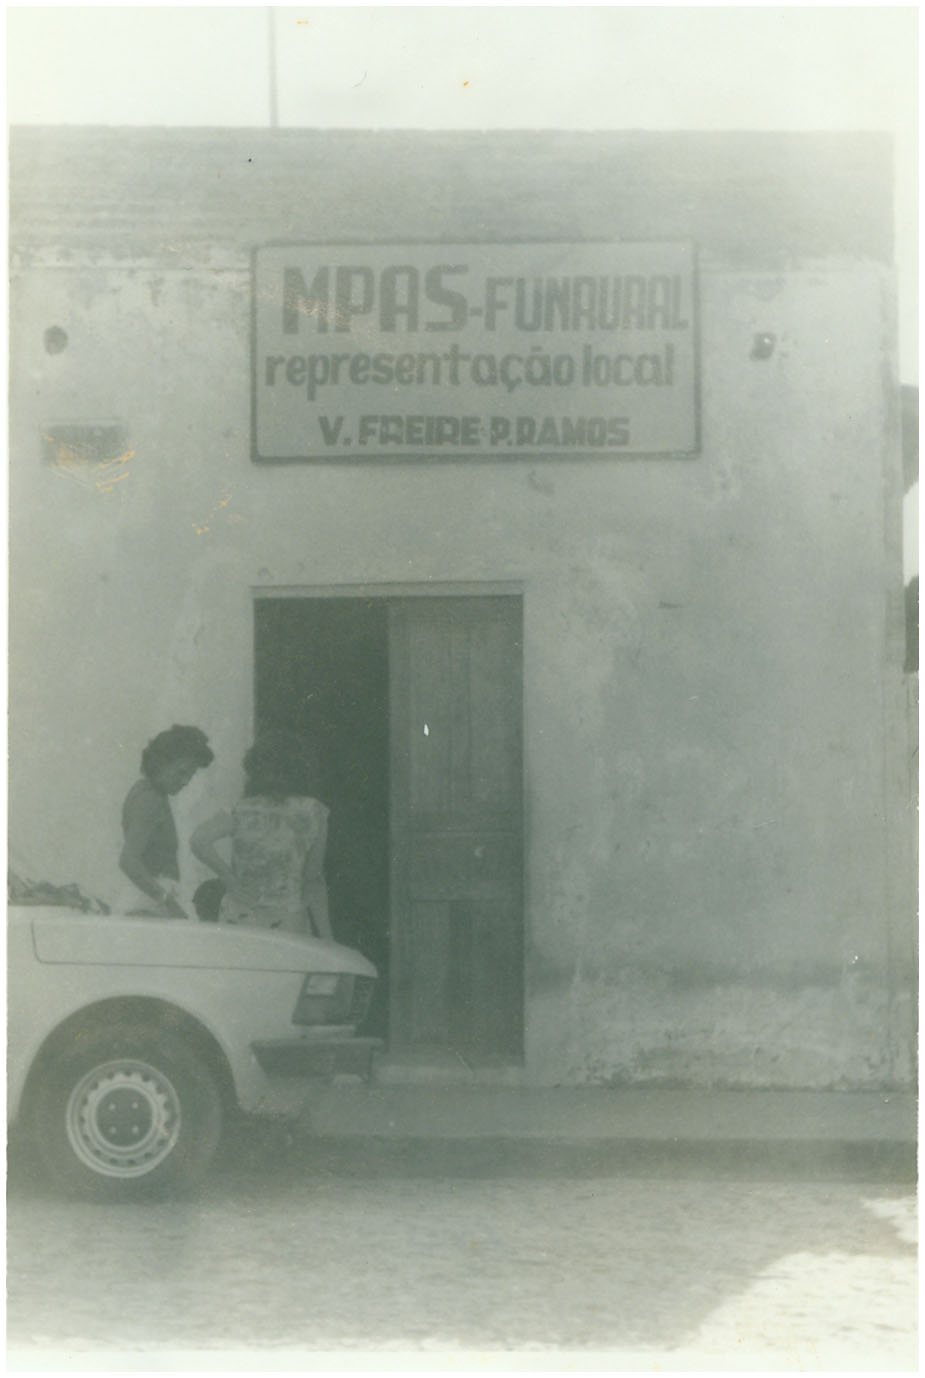 MPAS-FUNRURAL
representação local
V. FREIRE P. RAMOS